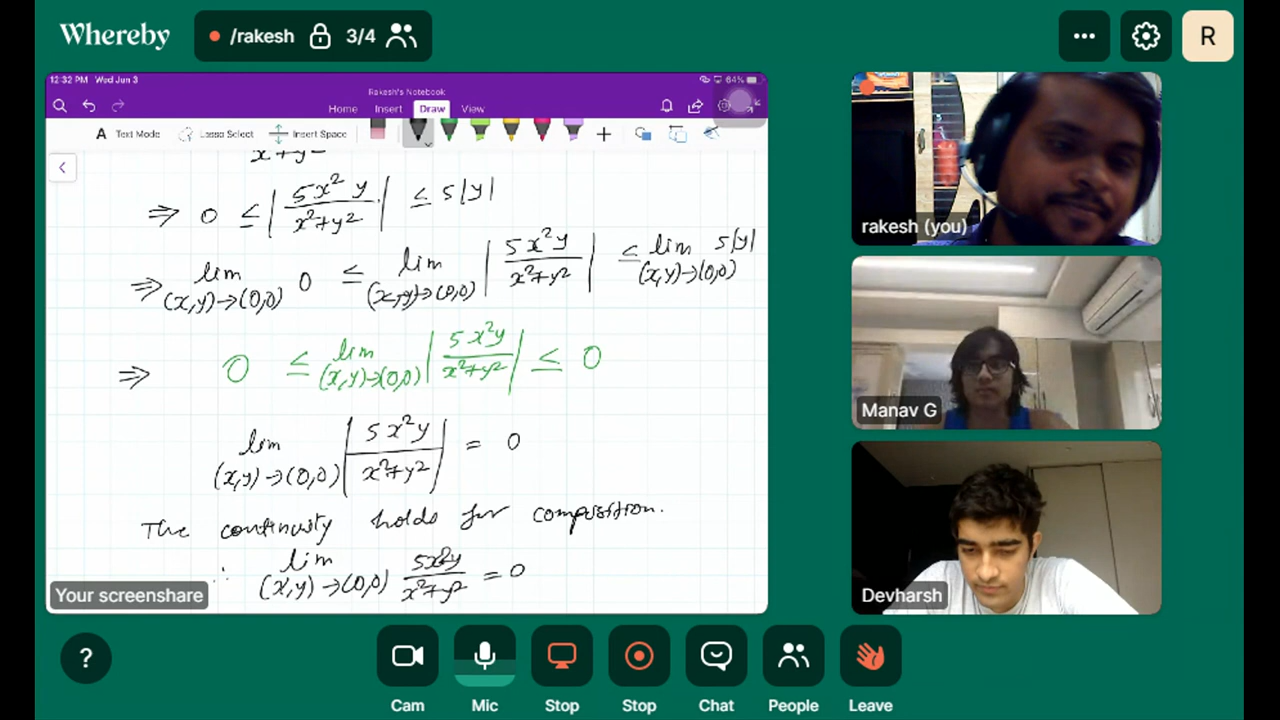 Whereby
/rakesh 3/4
R
12:32 PM Wed Jun 3
64%
Rakesh's Notebook
Home Insert Draw View
Text Mode Lasso Select Insert Space
x²+y²
⇒ 0 ≤ |5x² y / x²+y²| ≤ 5|y|
⇒ lim (x,y)→(0,0) 0 ≤ lim (x,y)→(0,0) |5x²y / x²+y²| ≤ lim (x,y)→(0,0) 5|y|
⇒ 0 ≤ lim (x,y)→(0,0) |5x²y / x²+y²| ≤ 0
lim (x,y)→(0,0) |5x²y / x²+y²| = 0
The continuity holds for composition.
∴ lim (x,y)→(0,0) 5x²y / x²+y² = 0
Your screenshare
rakesh (you)
Manav G
Devharsh
?
Cam Mic Stop Stop Chat People Leave